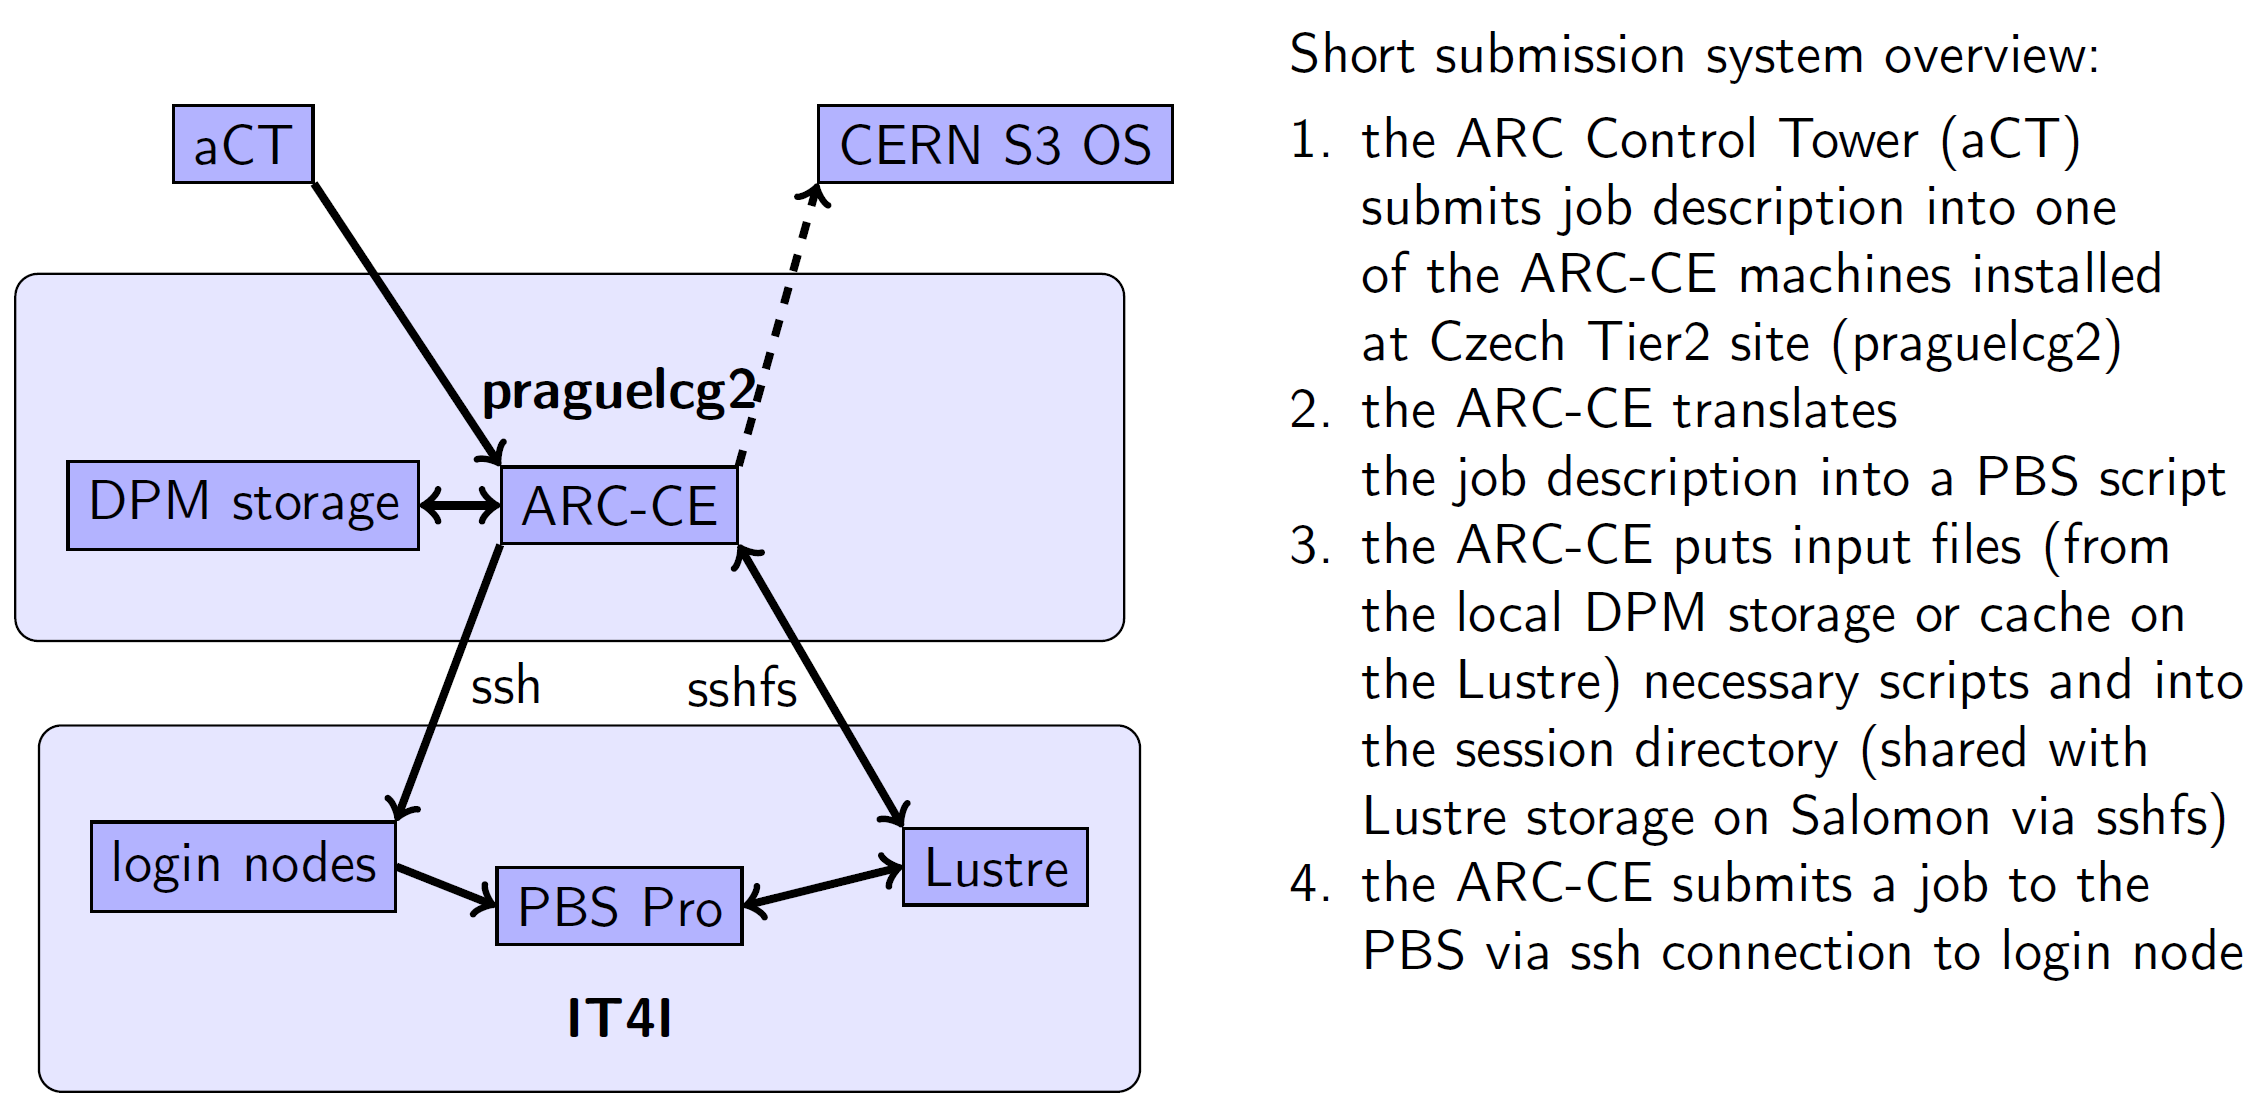 aCT
CERN S3 OS
praguelcg2
DPM storage
ARC-CE
ssh
sshfs
login nodes
PBS Pro
Lustre
IT4I
Short submission system overview:
1. the ARC Control Tower (aCT)
submits job description into one
of the ARC-CE machines installed
at Czech Tier2 site (praguelcg2)
2. the ARC-CE translates
the job description into a PBS script
3. the ARC-CE puts input files (from
the local DPM storage or cache on
the Lustre) necessary scripts and into
the session directory (shared with
Lustre storage on Salomon via sshfs)
4. the ARC-CE submits a job to the
PBS via ssh connection to login node